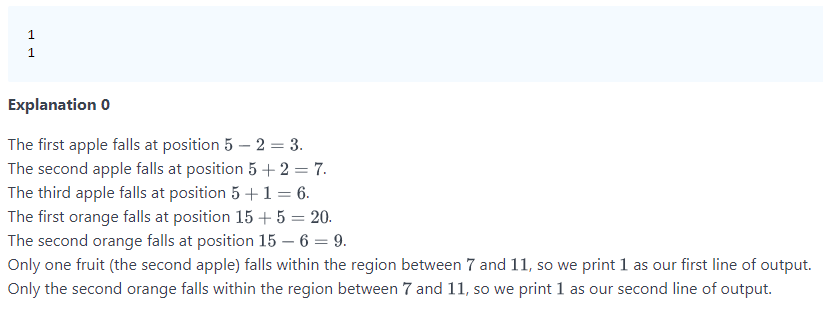 1
1
Explanation 0
The first apple falls at position 5 − 2 = 3.
The second apple falls at position 5 + 2 = 7.
The third apple falls at position 5 + 1 = 6.
The first orange falls at position 15 + 5 = 20.
The second orange falls at position 15 − 6 = 9.
Only one fruit (the second apple) falls within the region between 7 and 11, so we print 1 as our first line of output.
Only the second orange falls within the region between 7 and 11, so we print 1 as our second line of output.